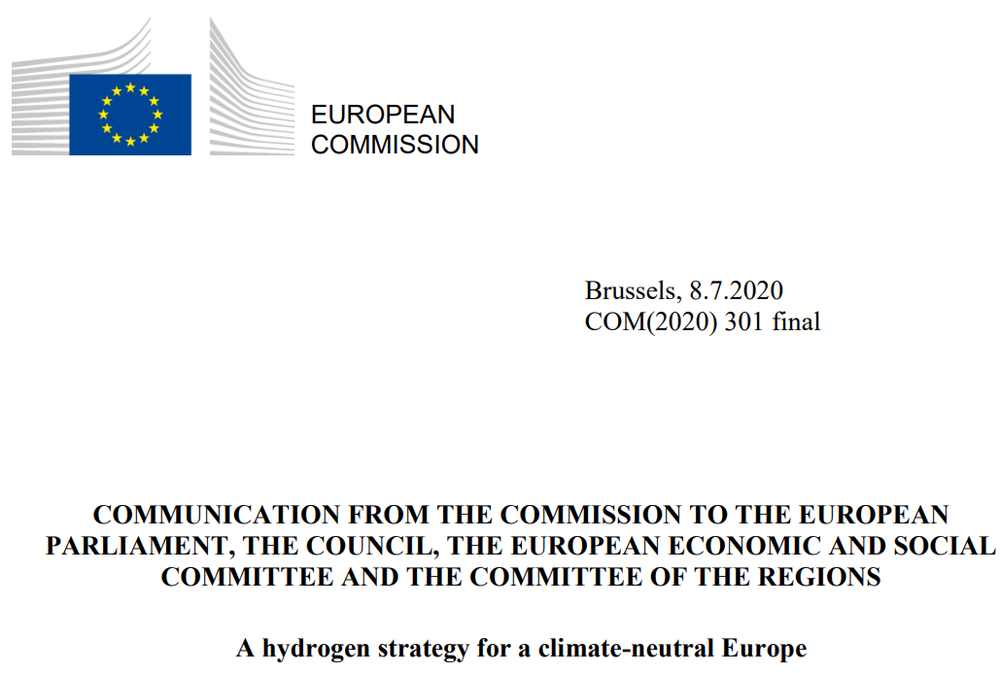 EUROPEAN
COMMISSION
Brussels, 8.7.2020
COM(2020) 301 final
COMMUNICATION FROM THE COMMISSION TO THE EUROPEAN
PARLIAMENT, THE COUNCIL, THE EUROPEAN ECONOMIC AND SOCIAL
COMMITTEE AND THE COMMITTEE OF THE REGIONS
A hydrogen strategy for a climate-neutral Europe